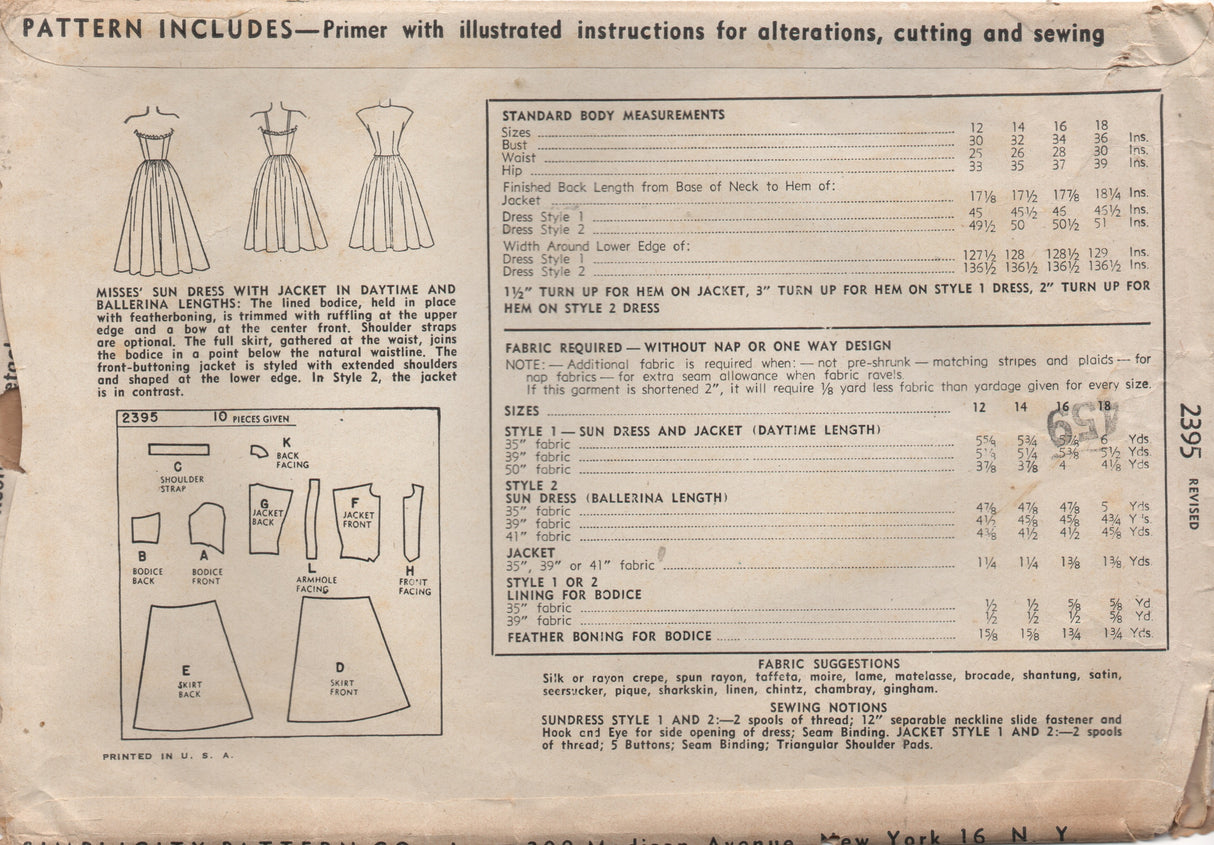 PATTERN INCLUDES—Primer with illustrated instructions for alterations, cutting and sewing
MISSES' SUN DRESS WITH JACKET IN DAYTIME AND
BALLERINA LENGTHS: The lined bodice, held in place
with featherboning, is trimmed with ruffling at the upper
edge and a bow at the center front. Shoulder straps
are optional. The full skirt, gathered at the waist, joins
the bodice in a point below the natural waistline. The
front-buttoning jacket is styled with extended shoulders
and shaped at the lower edge. In Style 2, the jacket
is in contrast.
2395 10 PIECES GIVEN
C
SHOULDER
STRAP
K
BACK
FACING
B
BODICE
BACK
A
BODICE
FRONT
G
JACKET
BACK
L
ARMHOLE
FACING
F
JACKET
FRONT
H
FRONT
FACING
E
SKIRT
BACK
D
SKIRT
FRONT
PRINTED IN U. S. A.
STANDARD BODY MEASUREMENTS
Sizes 12 14 16 18
Bust 30 32 34 36 Ins.
Waist 25 26 28 30 Ins.
Hip 33 35 37 39 Ins.
Finished Back Length from Base of Neck to Hem of:
Jacket 17⅛ 17½ 17⅞ 18¼ Ins.
Dress Style 1 45 45½ 46 45½ Ins.
Dress Style 2 49½ 50 50½ 51 Ins.
Width Around Lower Edge of:
Dress Style 1 127½ 128 128½ 129 Ins.
Dress Style 2 136½ 136½ 136½ 136½ Ins.
1½" TURN UP FOR HEM ON JACKET, 3" TURN UP FOR HEM ON STYLE 1 DRESS, 2" TURN UP FOR
HEM ON STYLE 2 DRESS
FABRIC REQUIRED — WITHOUT NAP OR ONE WAY DESIGN
NOTE: — Additional fabric is required when: — not pre-shrunk — matching stripes and plaids — for
nap fabrics — for extra seam allowance when fabric ravels.
If this garment is shortened 2", it will require ⅛ yard less fabric than yardage given for every size.
SIZES 12 14 16 18
459
STYLE 1 — SUN DRESS AND JACKET (DAYTIME LENGTH)
35" fabric 5¾ 6 Yds.
39" fabric 5¼ 5⅜ 5½ Yds.
50" fabric 3⅞ 3⅞ 4 4⅛ Yds
STYLE 2
SUN DRESS (BALLERINA LENGTH)
35" fabric 4⅞ 4⅞ 4⅞ 5 Yds.
39" fabric 4½ 4⅝ 4⅝ 4¾ Yds.
41" fabric 4⅜ 4½ 4½ 4⅝ Yds.
JACKET
35", 39" or 41" fabric 1¼ 1¼ 1⅜ 1⅜ Yds.
STYLE 1 OR 2
LINING FOR BODICE
35" fabric ½ ½ ⅝ ⅝ Yd
39" fabric ½ ½ ½ ⅝ Yd.
FEATHER BONING FOR BODICE 1⅝ 1⅝ 1¾ 1¾ Yds.
FABRIC SUGGESTIONS
Silk or rayon crepe, spun rayon, taffeta, moire, lame, matelasse, brocade, shantung, satin,
seersucker, pique, sharkskin, linen, chintz, chambray, gingham.
SEWING NOTIONS
SUNDRESS STYLE 1 AND 2:—2 spools of thread; 12" separable neckline slide fastener and
Hook and Eye for side opening of dress; Seam Binding. JACKET STYLE 1 AND 2:—2 spools
of thread; 5 Buttons; Seam Binding; Triangular Shoulder Pads.
2395 REVISED
SIMPLICITY PATTERN CO. Madison Avenue, New York 16 N. Y.